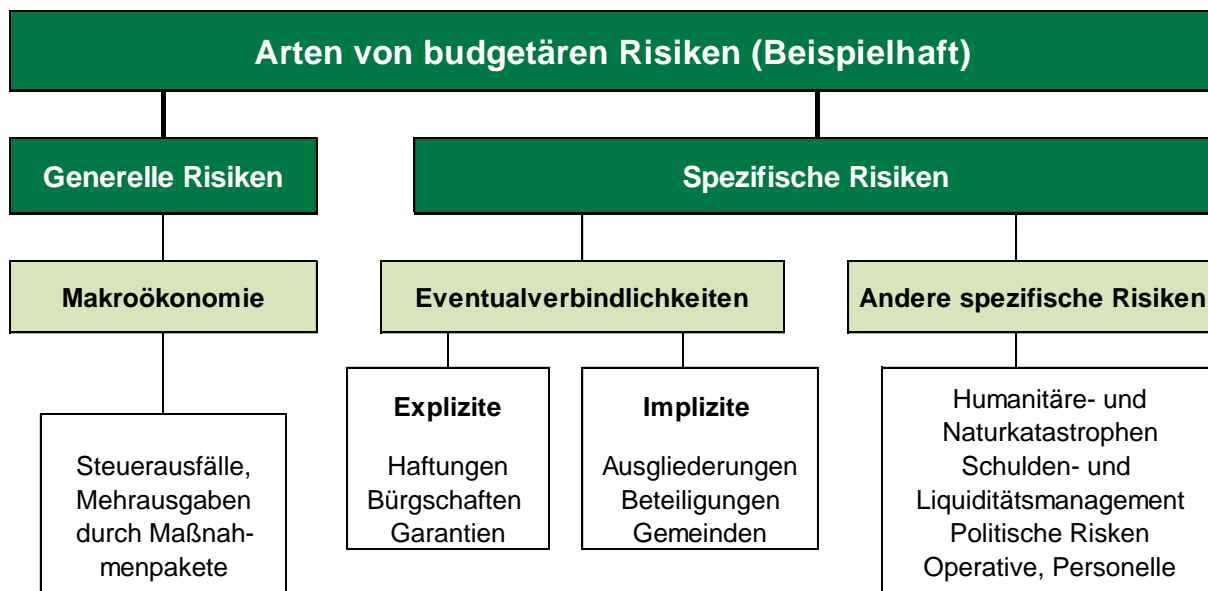 Arten von budgetären Risiken (Beispielhaft)
Generelle Risiken
Spezifische Risiken
Makroökonomie
Eventualverbindlichkeiten
Andere spezifische Risiken
Steuerausfälle,
Mehrausgaben
durch Maßnah-
menpakete
Explizite
Haftungen
Bürgschaften
Garantien
Implizite
Ausgliederungen
Beteiligungen
Gemeinden
Humanitäre- und
Naturkatastrophen
Schulden- und
Liquiditätsmanagement
Politische Risken
Operative, Personelle